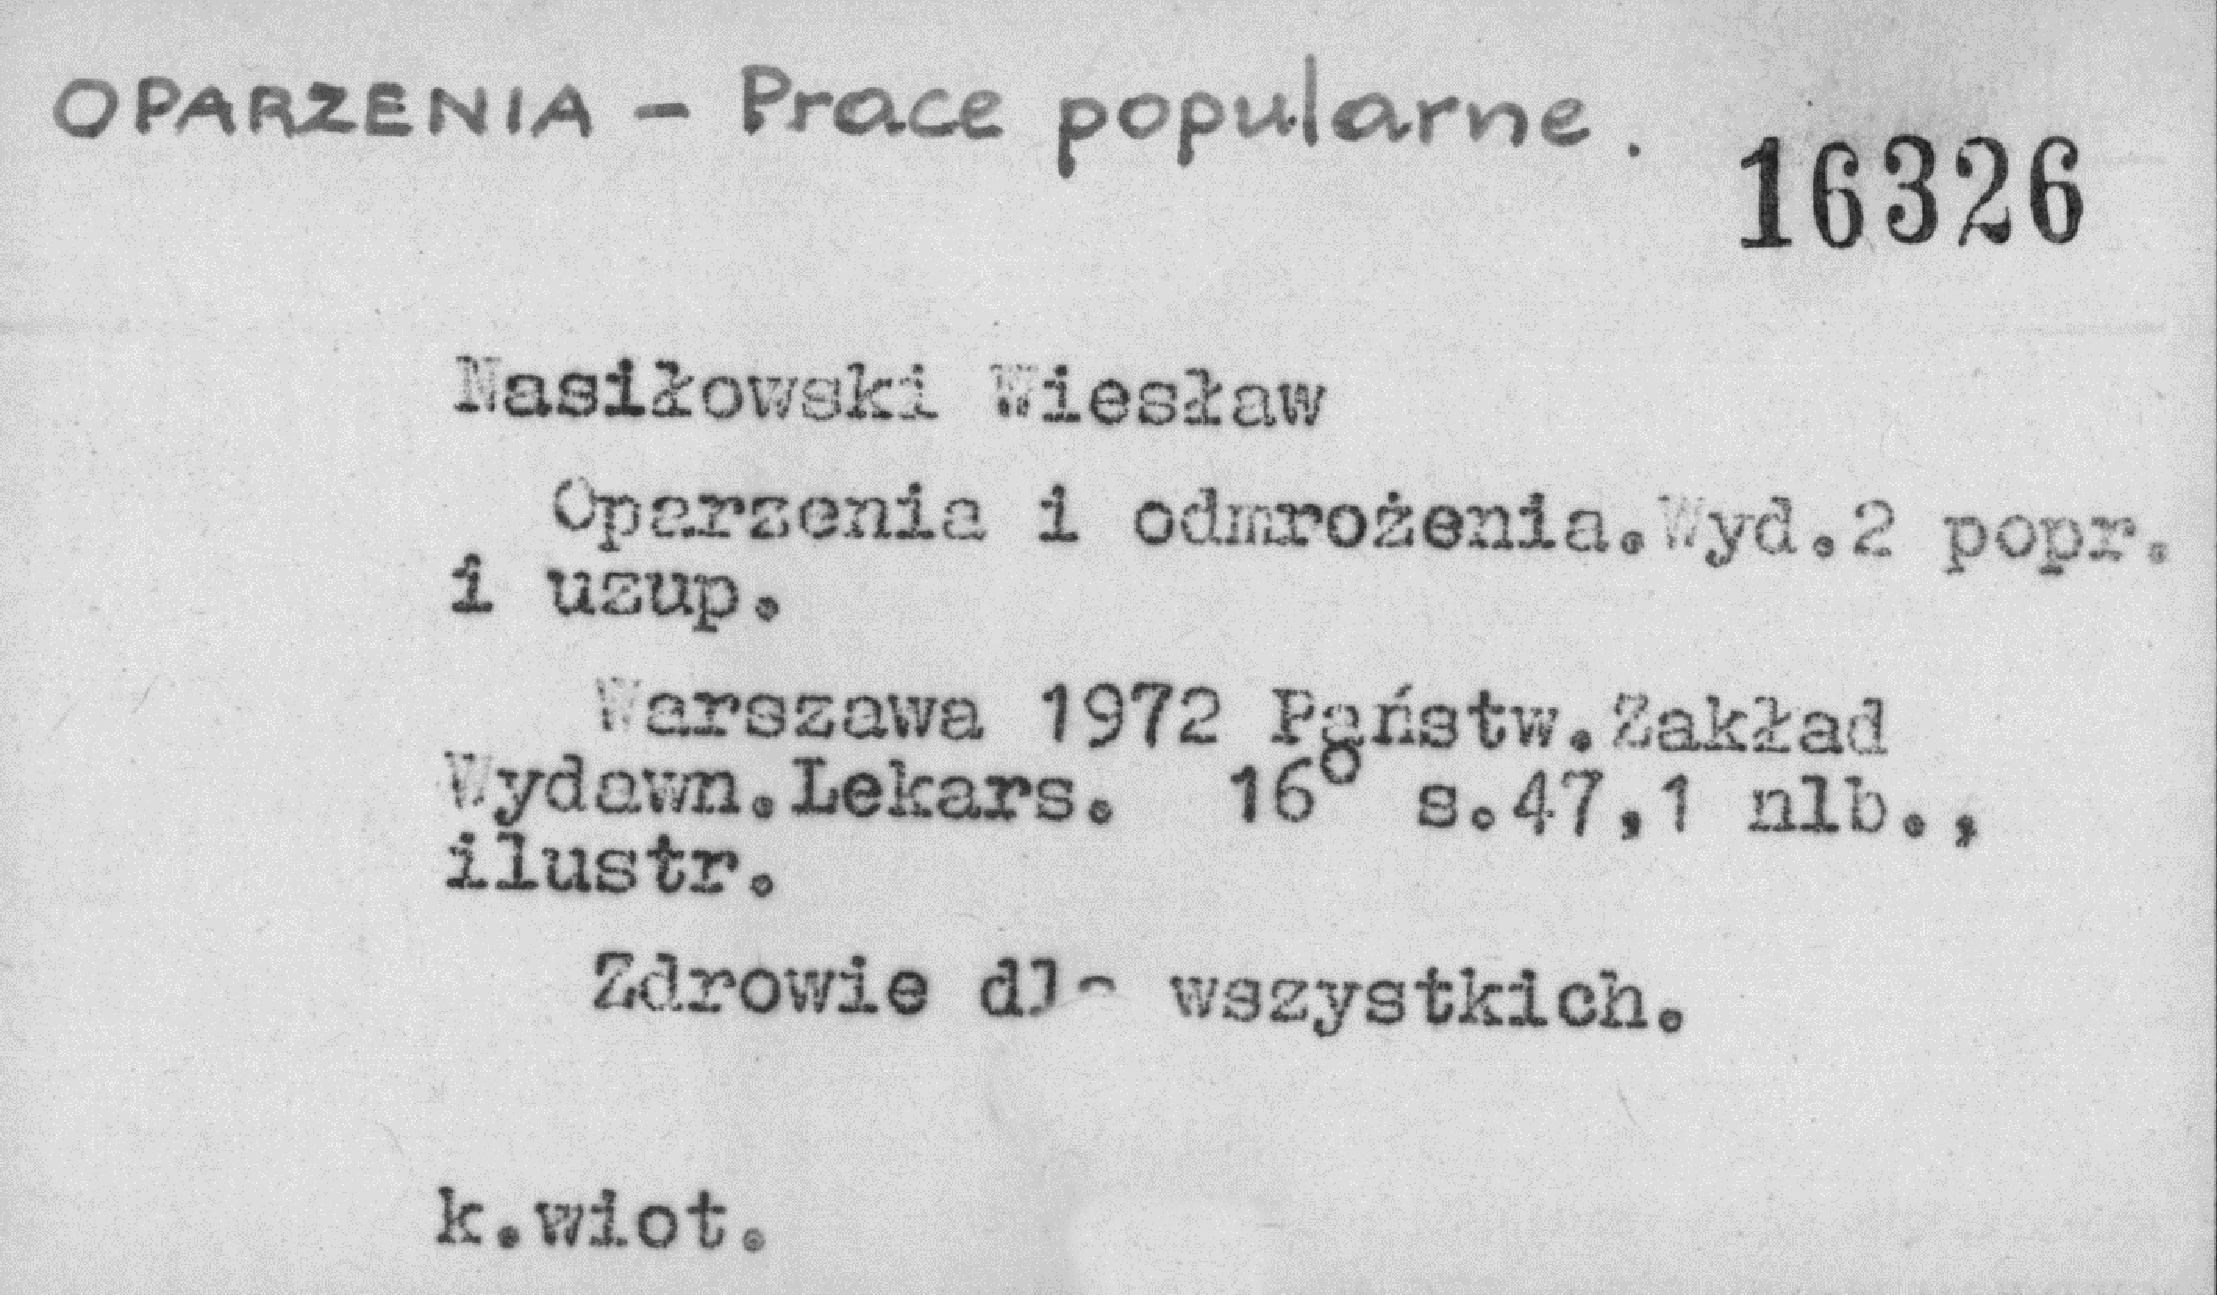 OPARZENIA - Prace popularne.
16326
Nasiłowski Wiesław
Oparzenia i odmrożenia.Wyd.2 popr.
i uzup.
Warszawa 1972 Państw.Zakład
Wydawn.Lekars. 16° s.47,1 nlb.,
ilustr.
Zdrowie dla wszystkich.
k.wiot.